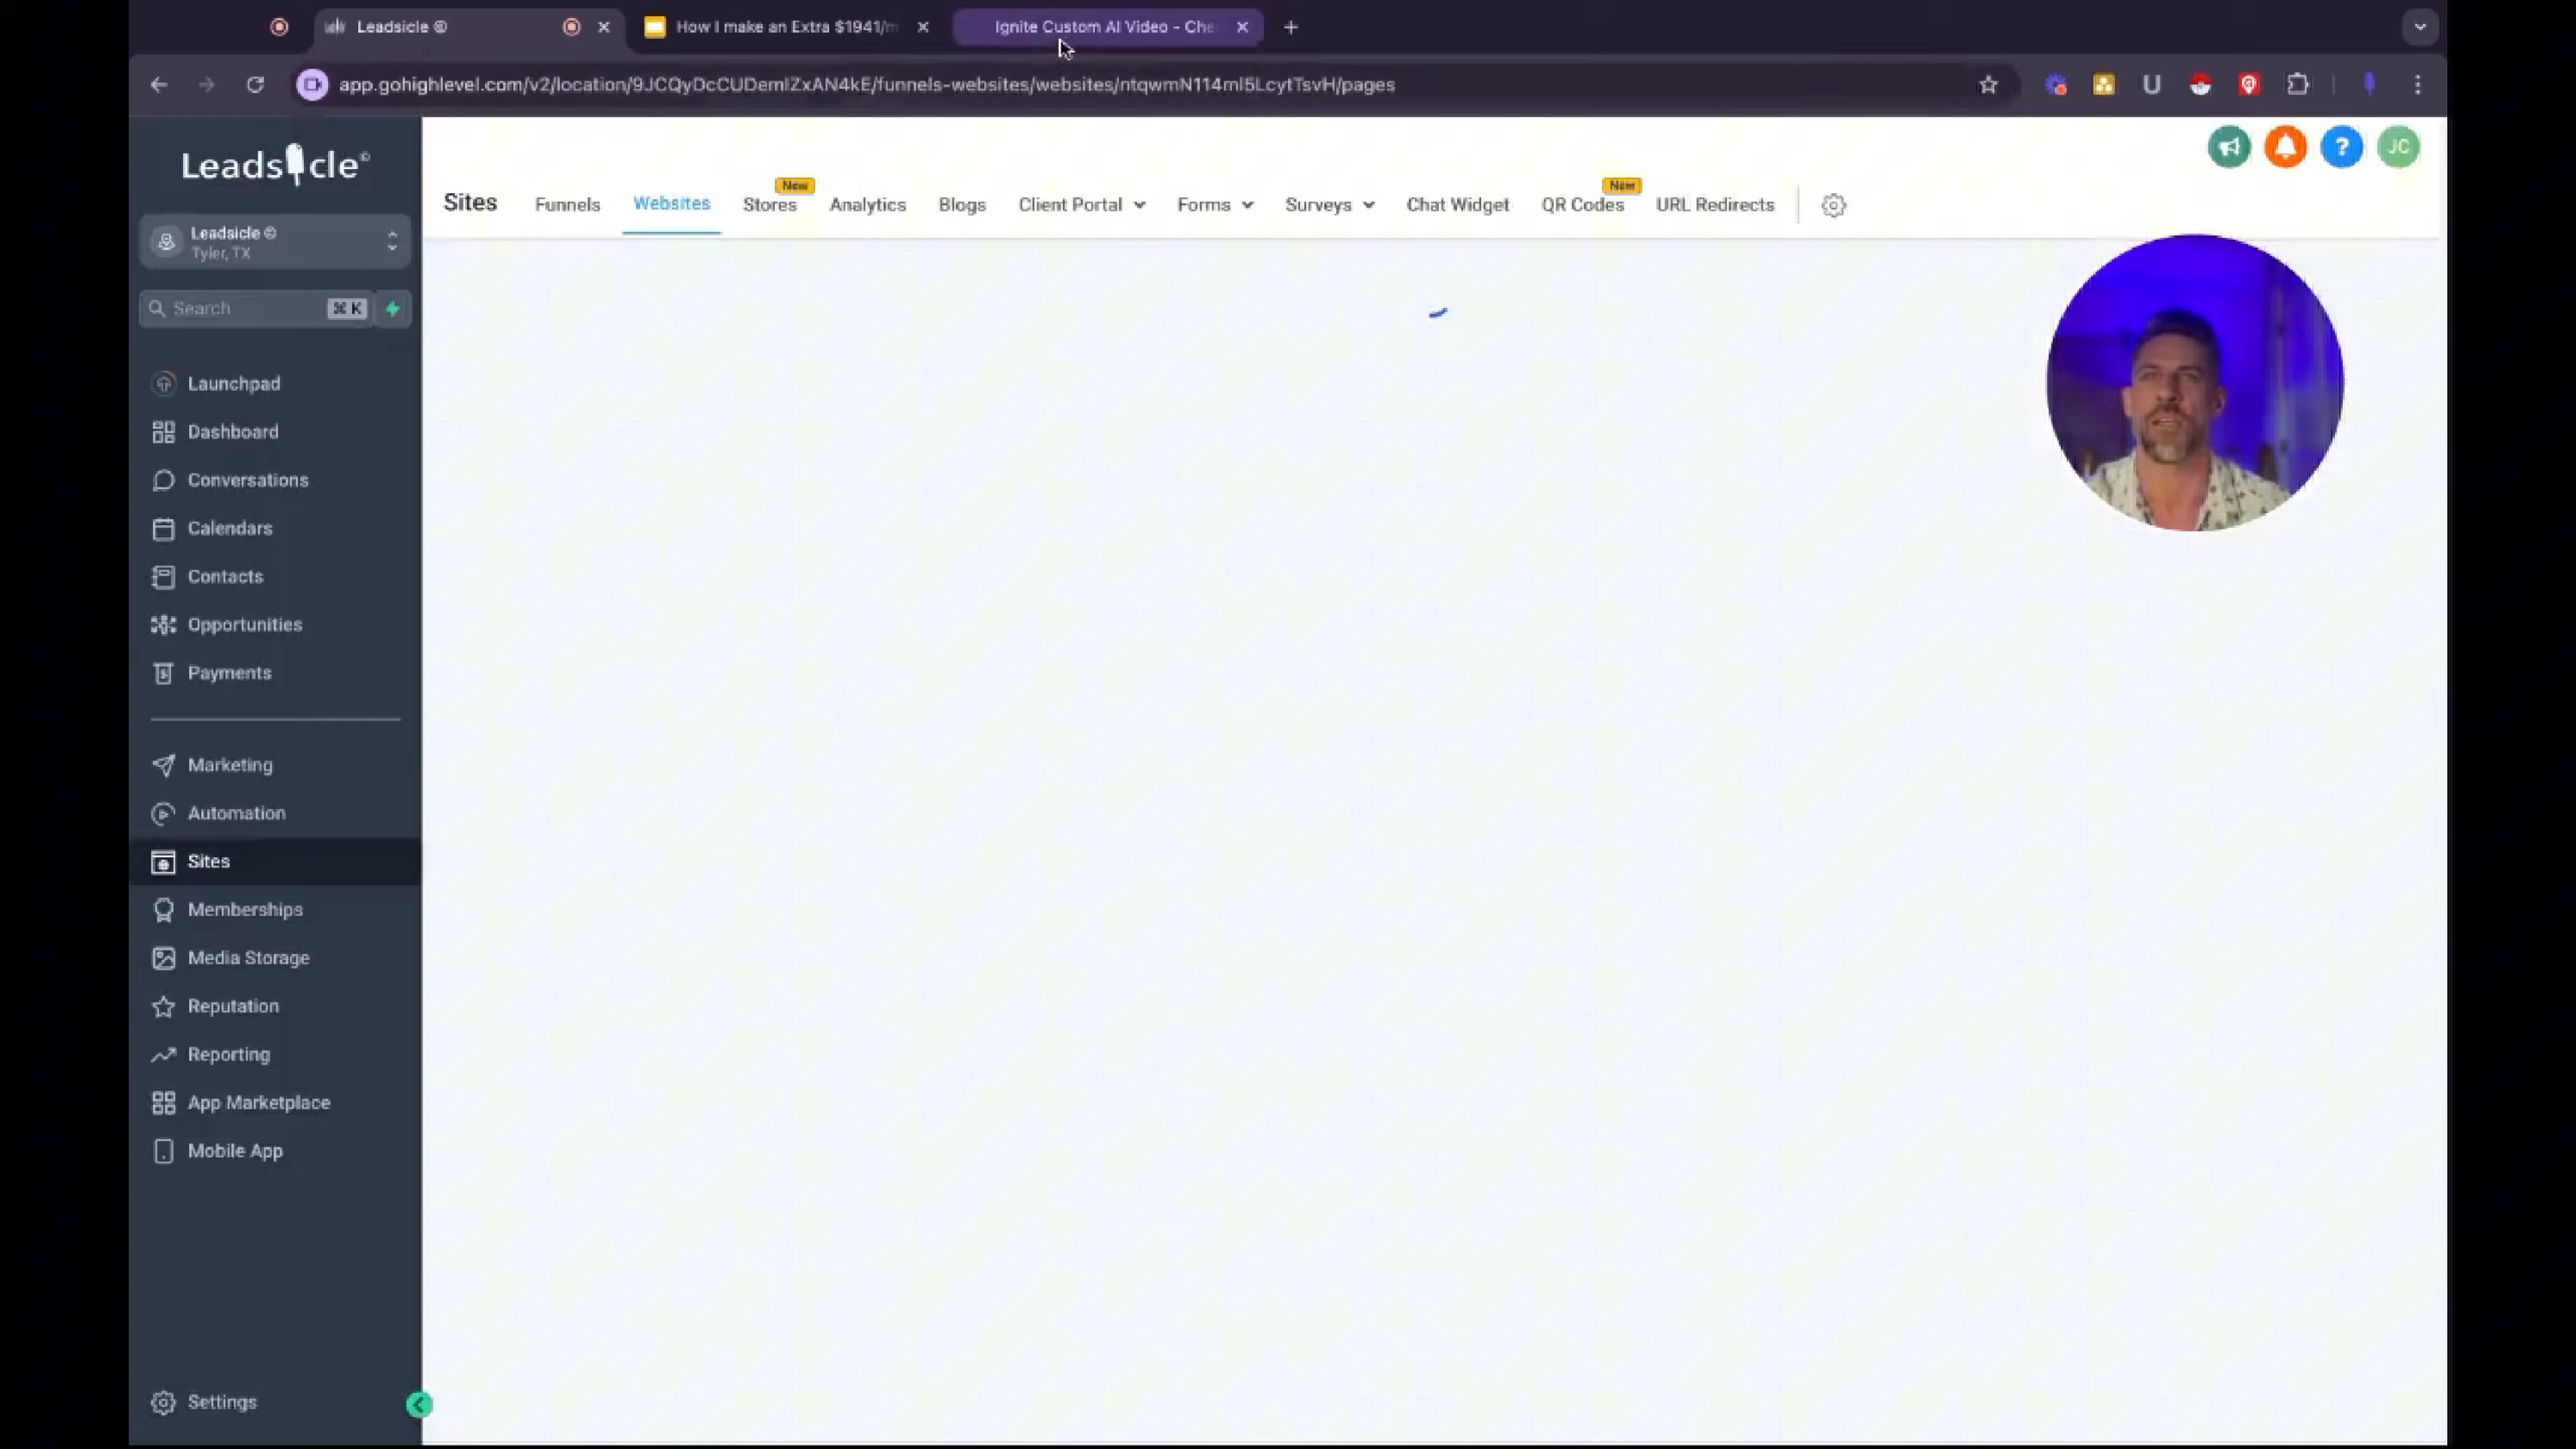 Leadsicle ©
How I make an Extra $1941/m
Ignite Custom AI Video - Che
app.gohighlevel.com/v2/location/9JCQyDcCUDemIZxAN4kE/funnels-websites/websites/ntqwmN114ml5LcytTsvH/pages
Leadsicle©
Leadsicle ©
Tyler, TX
Search
⌘ K
Launchpad
Dashboard
Conversations
Calendars
Contacts
Opportunities
Payments
Marketing
Automation
Sites
Memberships
Media Storage
Reputation
Reporting
App Marketplace
Mobile App
Settings
JC
Sites
Funnels
Websites
New
Stores
Analytics
Blogs
Client Portal
Forms
Surveys
Chat Widget
New
QR Codes
URL Redirects